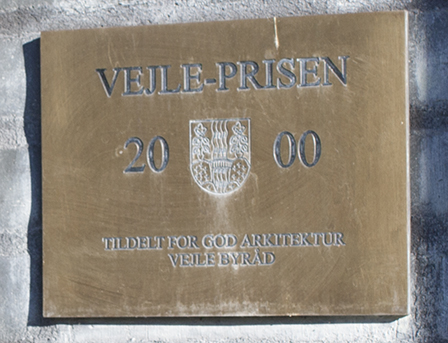 VEJLE-PRISEN
20 00
TILDELT FOR GOD ARKITEKTUR
VEJLE BYRÅD